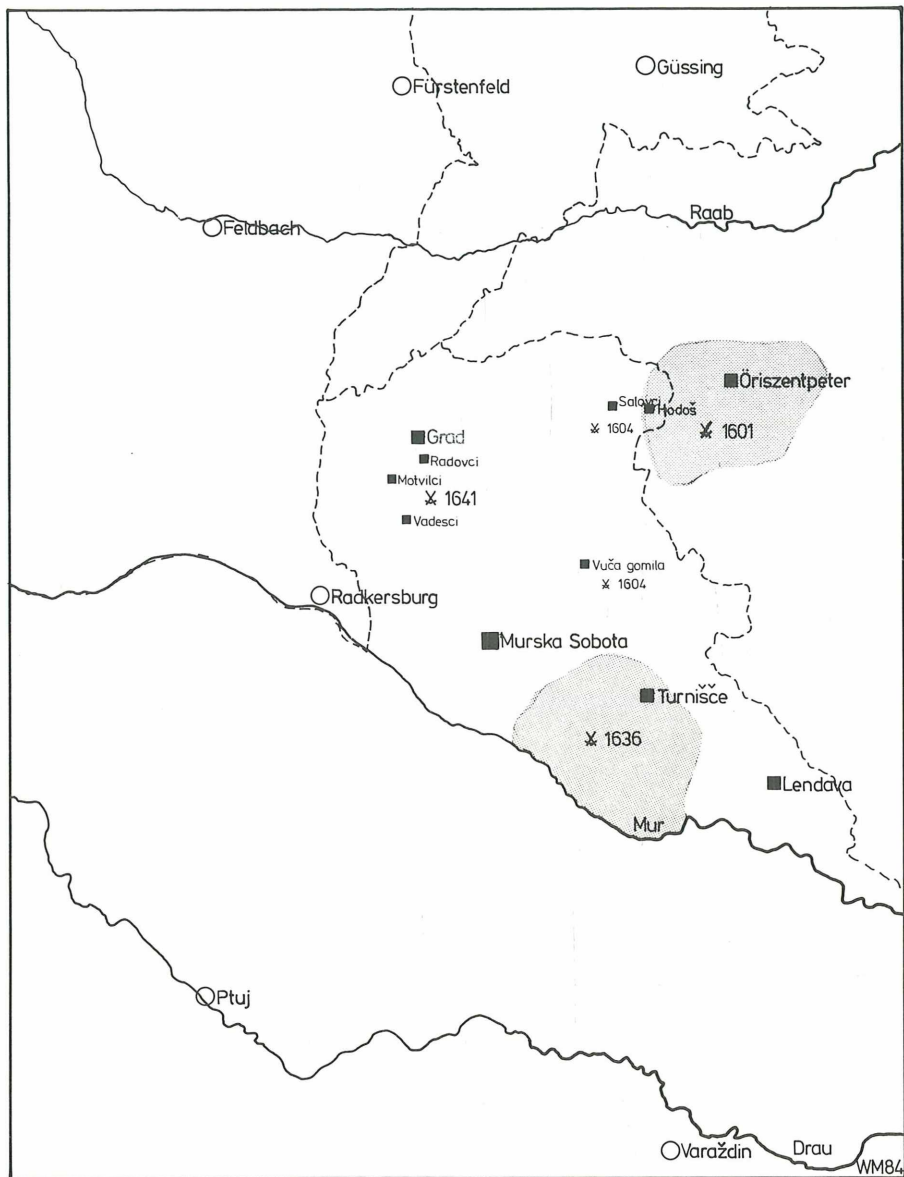 Güssing
Fürstenfeld
Raab
Feldbach
Öriszentpeter
Salovci
Hodoš
1604
1601
Grad
Radovci
Motvilci
1641
Vadesci
Vuča gomila
1604
Radkersburg
Murska Sobota
Turnišče
1636
Lendava
Mur
Ptuj
Varaždin
Drau
WM84